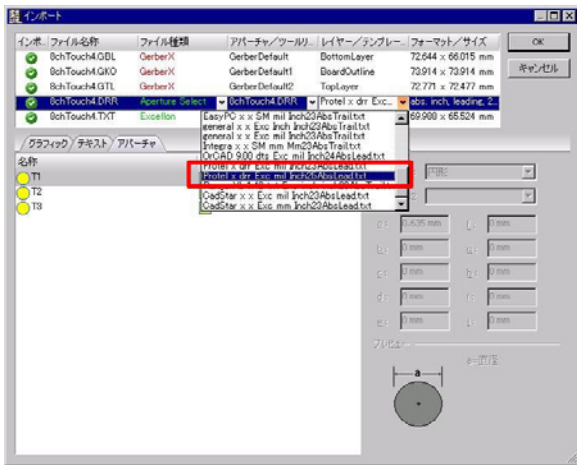 インポート
インポ.. ファイル名称 ファイル種類 アパーチャ/ツールリ.. レイヤー/テンプレー.. フォーマット/サイズ
OK
8chTouch4.GBL GerberX GerberDefault BottomLayer 72.644 x 66.015 mm
キャンセル
8chTouch4.GKO GerberX GerberDefault1 BoardOutline 73.914 x 73.914 mm
8chTouch4.GTL GerberX GerberDefault2 TopLayer 72.771 x 72.477 mm
8chTouch4.DRR Aperture Select 8chTouch4.DRR Protel x drr Exc... abs. inch, leading, 2...
8chTouch4.TXT Excellon 69.988 x 65.524 mm
EasyPC x x SM mil Inch23AbsTrail.txt
general x x Exc Inch Inch23AbsTrail.txt
general x x Exc mil Inch23AbsTrail.txt
Integra x x SM mm Mm23AbsTrail.txt
OrCAD 9.00 dts Exc mil Inch24AbsLead.txt
Protel x drr Exc mil Inch25AbsLead.txt
CadStar x x Exc mil Inch23AbsLead.txt
CadStar x x Exc mm Inch23AbsLead.txt
グラフィック テキスト アパーチャ
名称
T1
円形
T2
T3
a: 0.635 mm f: 0 mm
b: 0 mm g: 0 mm
c: 0 mm h: 0 mm
d: 0 mm 0 mm
e: 0 mm 0 mm
プレビュー
a=直径
a